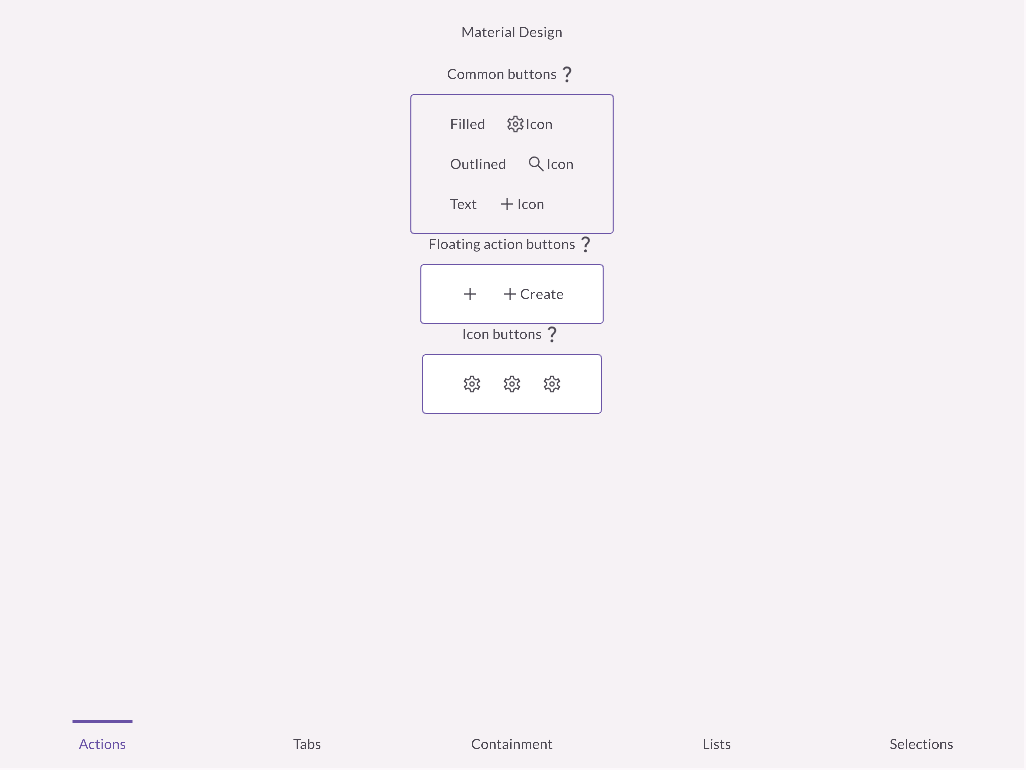 Material Design
Common buttons ?
Filled Icon
Outlined Icon
Text + Icon
Floating action buttons ?
+ + Create
Icon buttons ?
Actions Tabs Containment Lists Selections